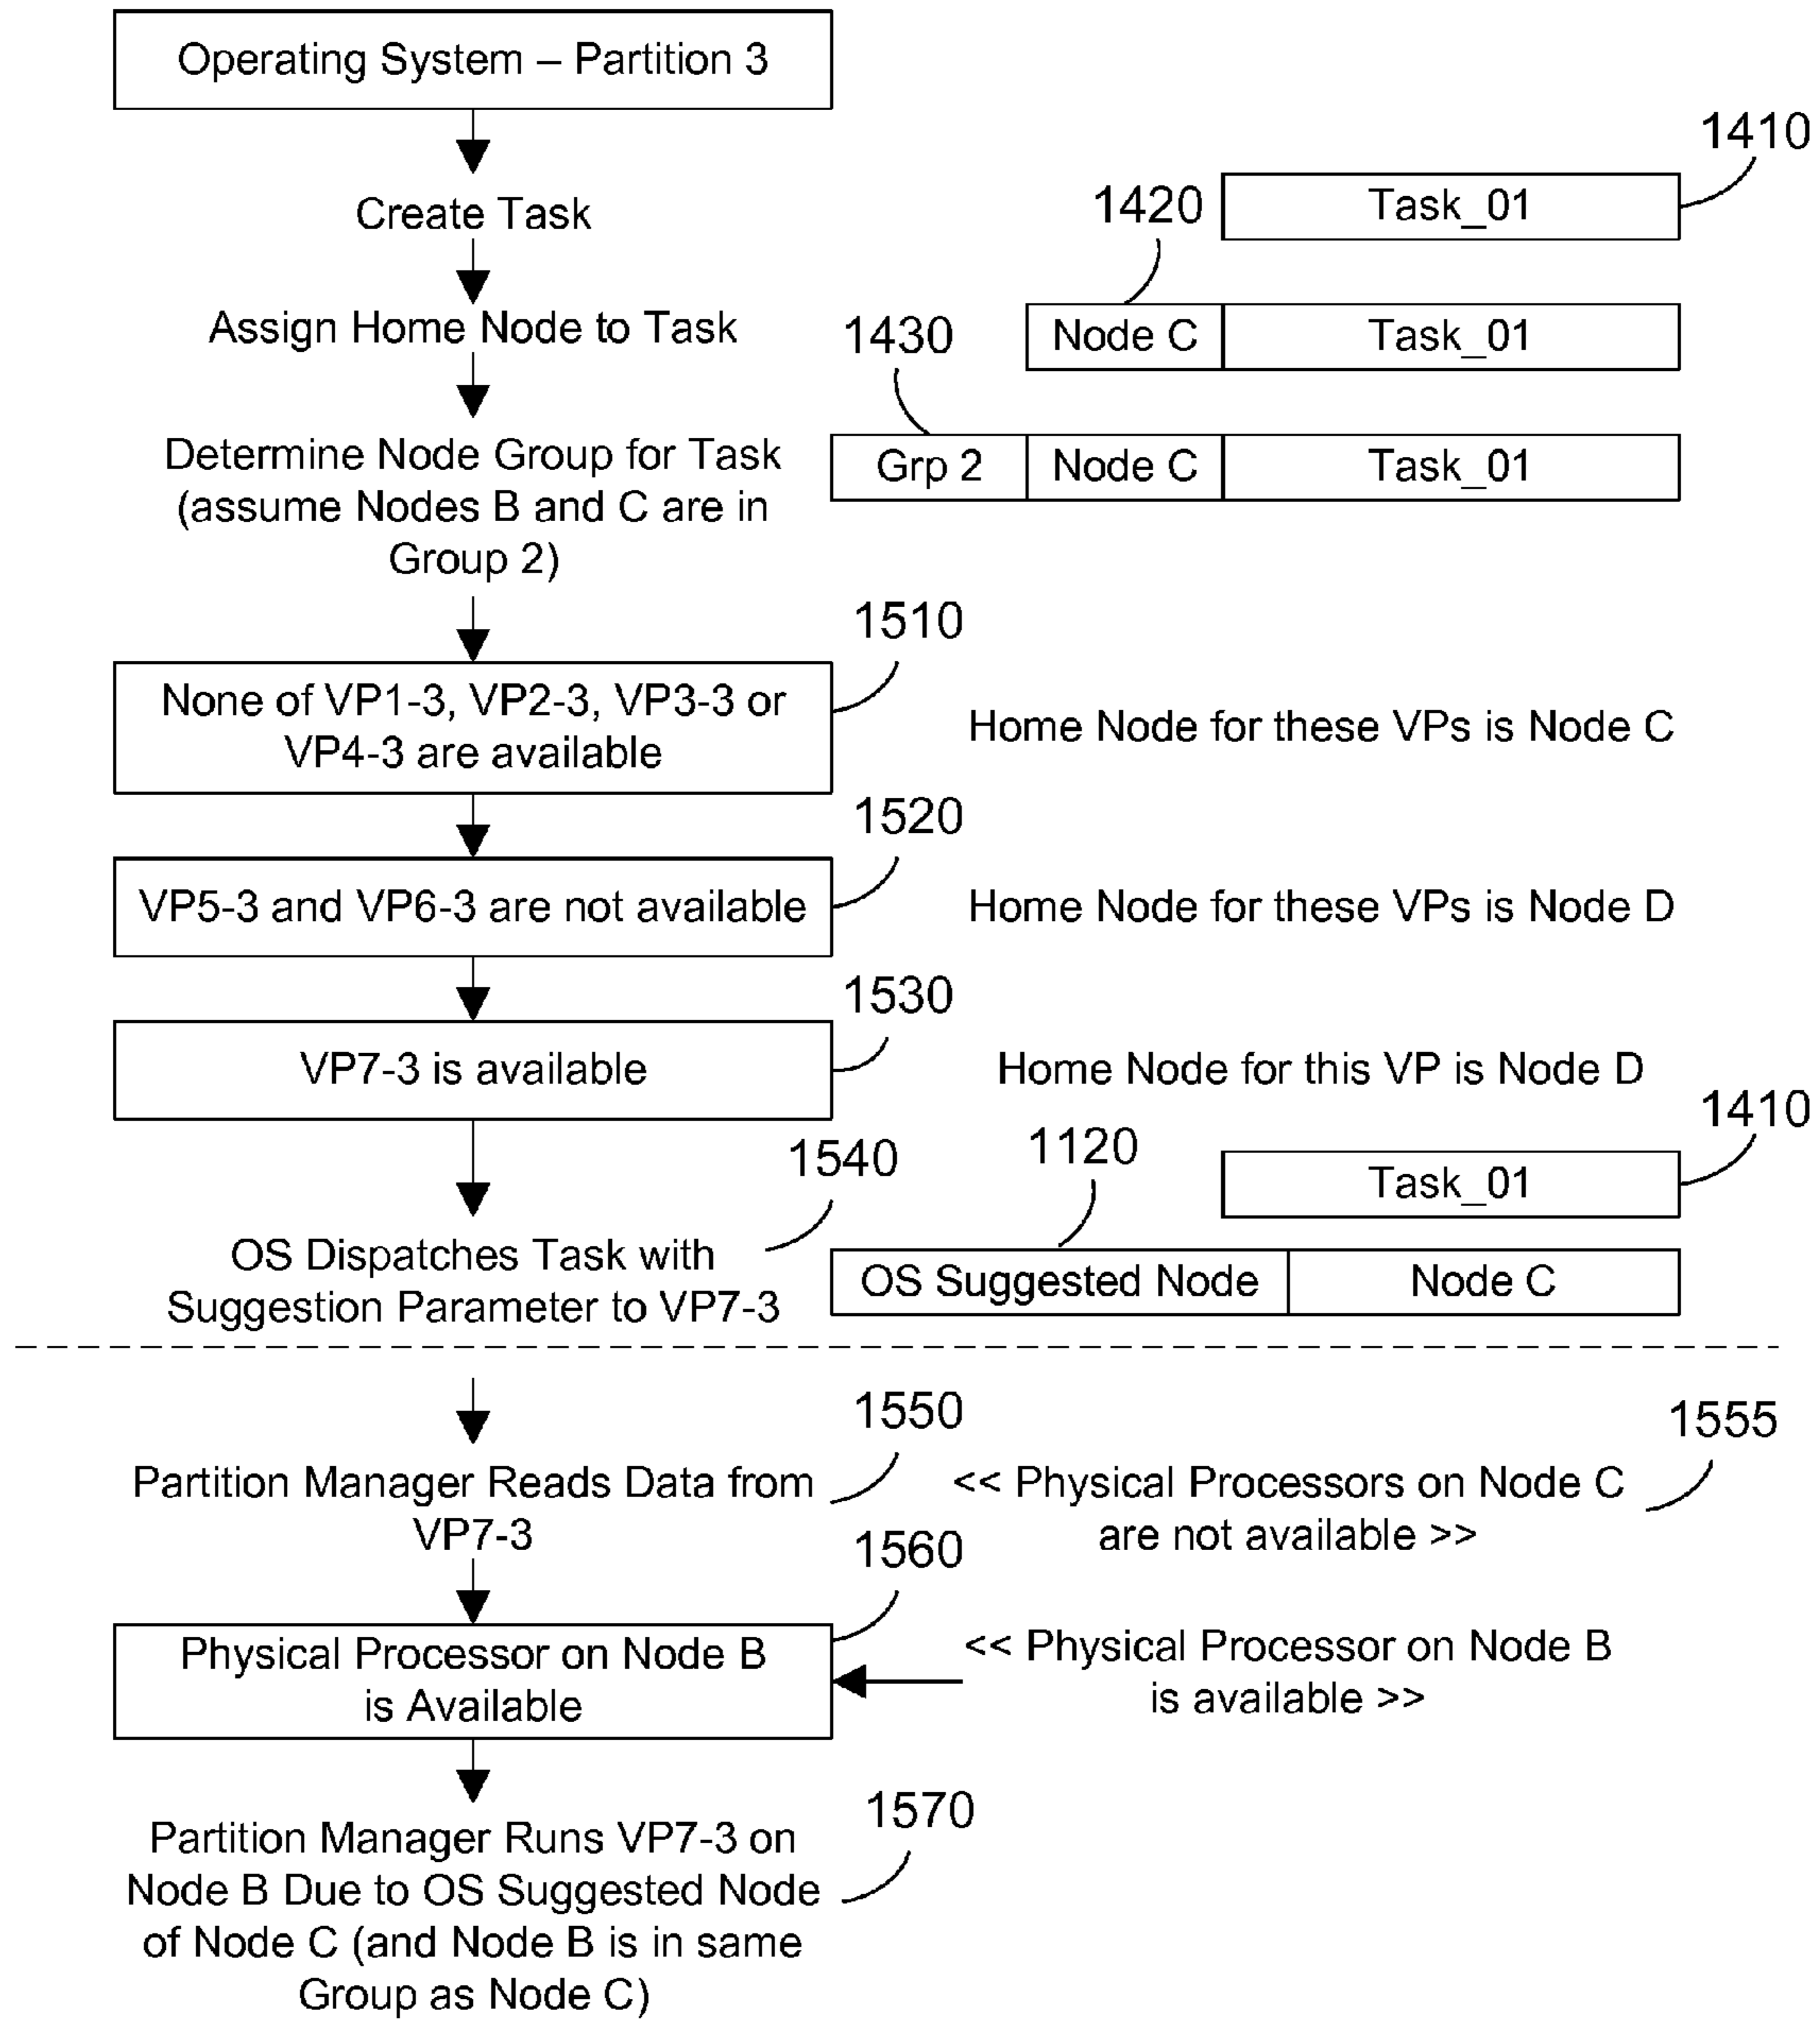 Operating System – Partition 3
1410
Create Task
1420
Task_01
Assign Home Node to Task
1430
Node C
Task_01
Determine Node Group for Task
(assume Nodes B and C are in
Group 2)
Grp 2
Node C
Task_01
1510
None of VP1-3, VP2-3, VP3-3 or
VP4-3 are available
Home Node for these VPs is Node C
1520
VP5-3 and VP6-3 are not available
Home Node for these VPs is Node D
1530
VP7-3 is available
Home Node for this VP is Node D
1410
1540
1120
Task_01
OS Dispatches Task with
Suggestion Parameter to VP7-3
OS Suggested Node
Node C
1550
1555
Partition Manager Reads Data from
VP7-3
<< Physical Processors on Node C
are not available >>
1560
Physical Processor on Node B
is Available
<< Physical Processor on Node B
is available >>
1570
Partition Manager Runs VP7-3 on
Node B Due to OS Suggested Node
of Node C (and Node B is in same
Group as Node C)